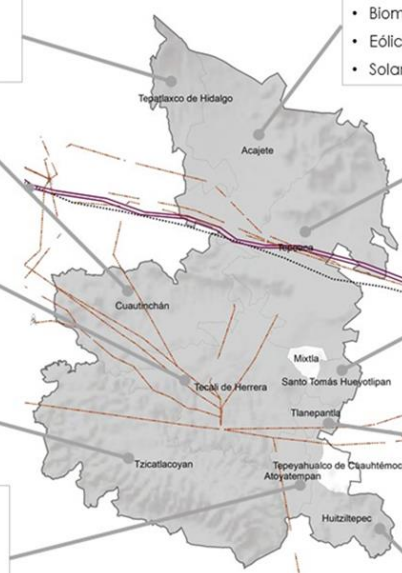 • Biom
• Eólic
• Solar
Tepatlaxco de Hidalgo
Acajete
Tepeaca
Cuautinchán
Mixtla
Tecali de Herrera
Santo Tomás Hueyotlipan
Tlanepantla
Tzicatlacoyan
Tepeyahualco de Cuauhtémoc
Atoyatempan
Huitziltepec